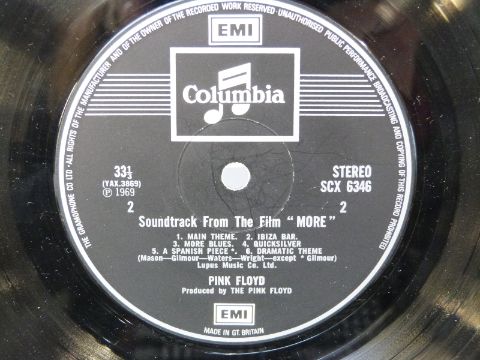 THE GRAMOPHONE CO LTD · ALL RIGHTS OF THE MANUFACTURER AND OF THE OWNER OF THE RECORDED WORK RESERVED · UNAUTHORISED PUBLIC PERFORMANCE BROADCASTING AND COPYING OF THIS RECORD PROHIBITED
EMI
Columbia
33⅓
(YAX.3869)
Ⓟ 1969
STEREO
SCX 6346
2
2
Soundtrack From The Film "MORE"
1. MAIN THEME. 2. IBIZA BAR.
3. MORE BLUES. 4. QUICKSILVER
5. A SPANISH PIECE*. 6. DRAMATIC THEME
(Mason—Gilmour—Waters—Wright—except * Gilmour)
Lupus Music Co. Ltd.
PINK FLOYD
Produced by THE PINK FLOYD
EMI
MADE IN GT. BRITAIN